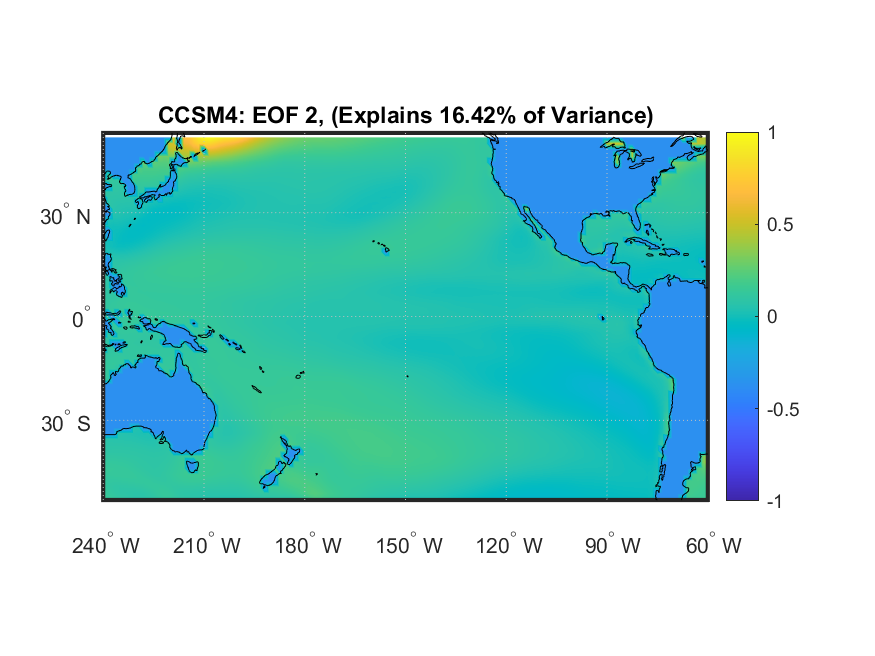 CCSM4: EOF 2, (Explains 16.42% of Variance)
1
0.5
0
-0.5
-1
30° N
0°
30° S
240° W 210° W 180° W 150° W 120° W 90° W 60° W